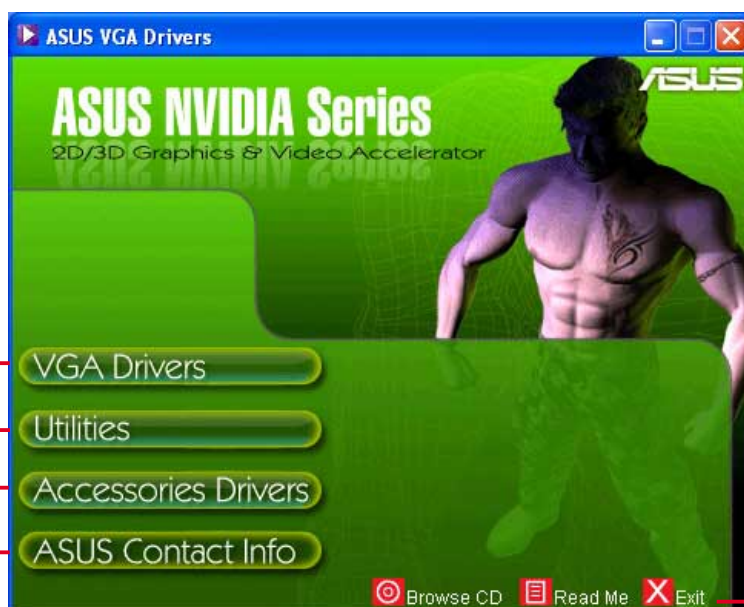 ASUS VGA Drivers
ASUS
ASUS NVIDIA Series
2D/3D Graphics & Video Accelerator
VGA Drivers
Utilities
Accessories Drivers
ASUS Contact Info
Browse CD Read Me Exit